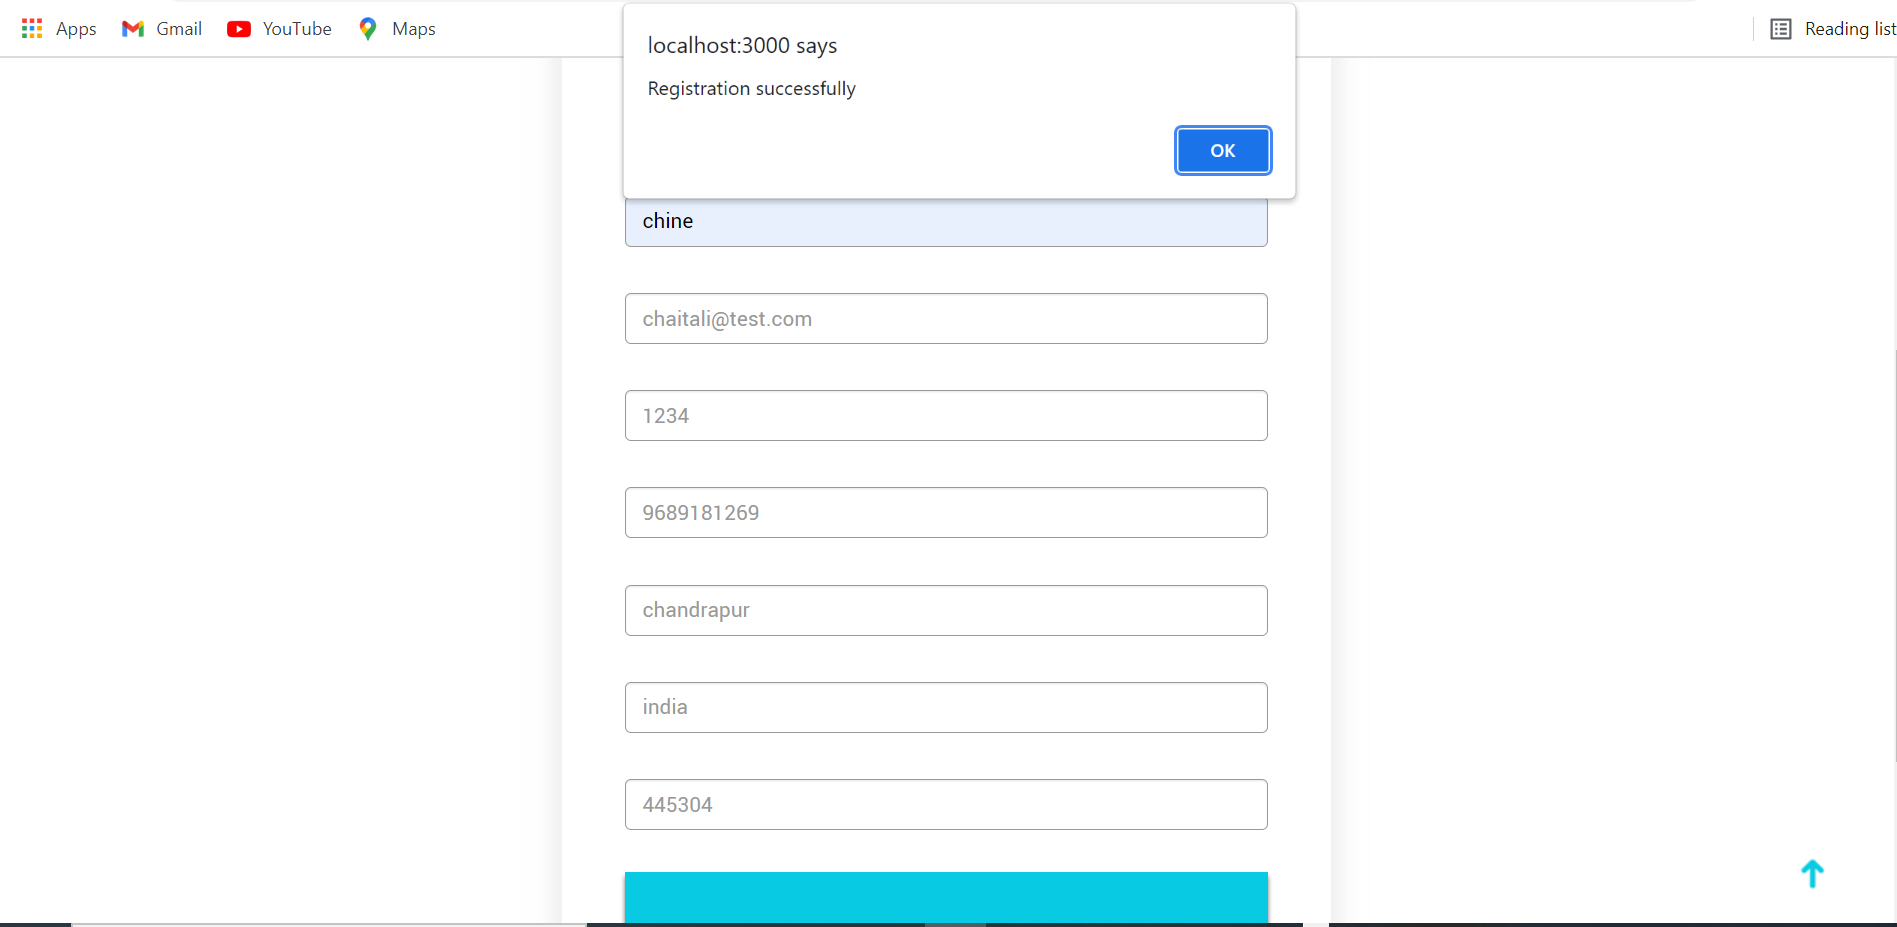 Apps Gmail YouTube Maps Reading list
localhost:3000 says
Registration successfully
OK
chine
chaitali@test.com
1234
9689181269
chandrapur
india
445304